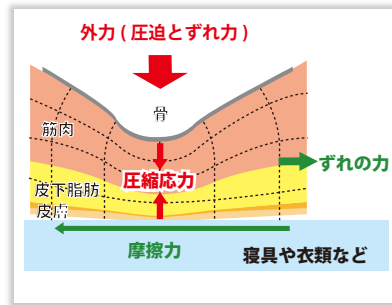 外力(圧迫とずれ力)
骨
筋肉
圧縮応力
ずれの力
皮下脂肪
皮膚
摩擦力
寝具や衣類など